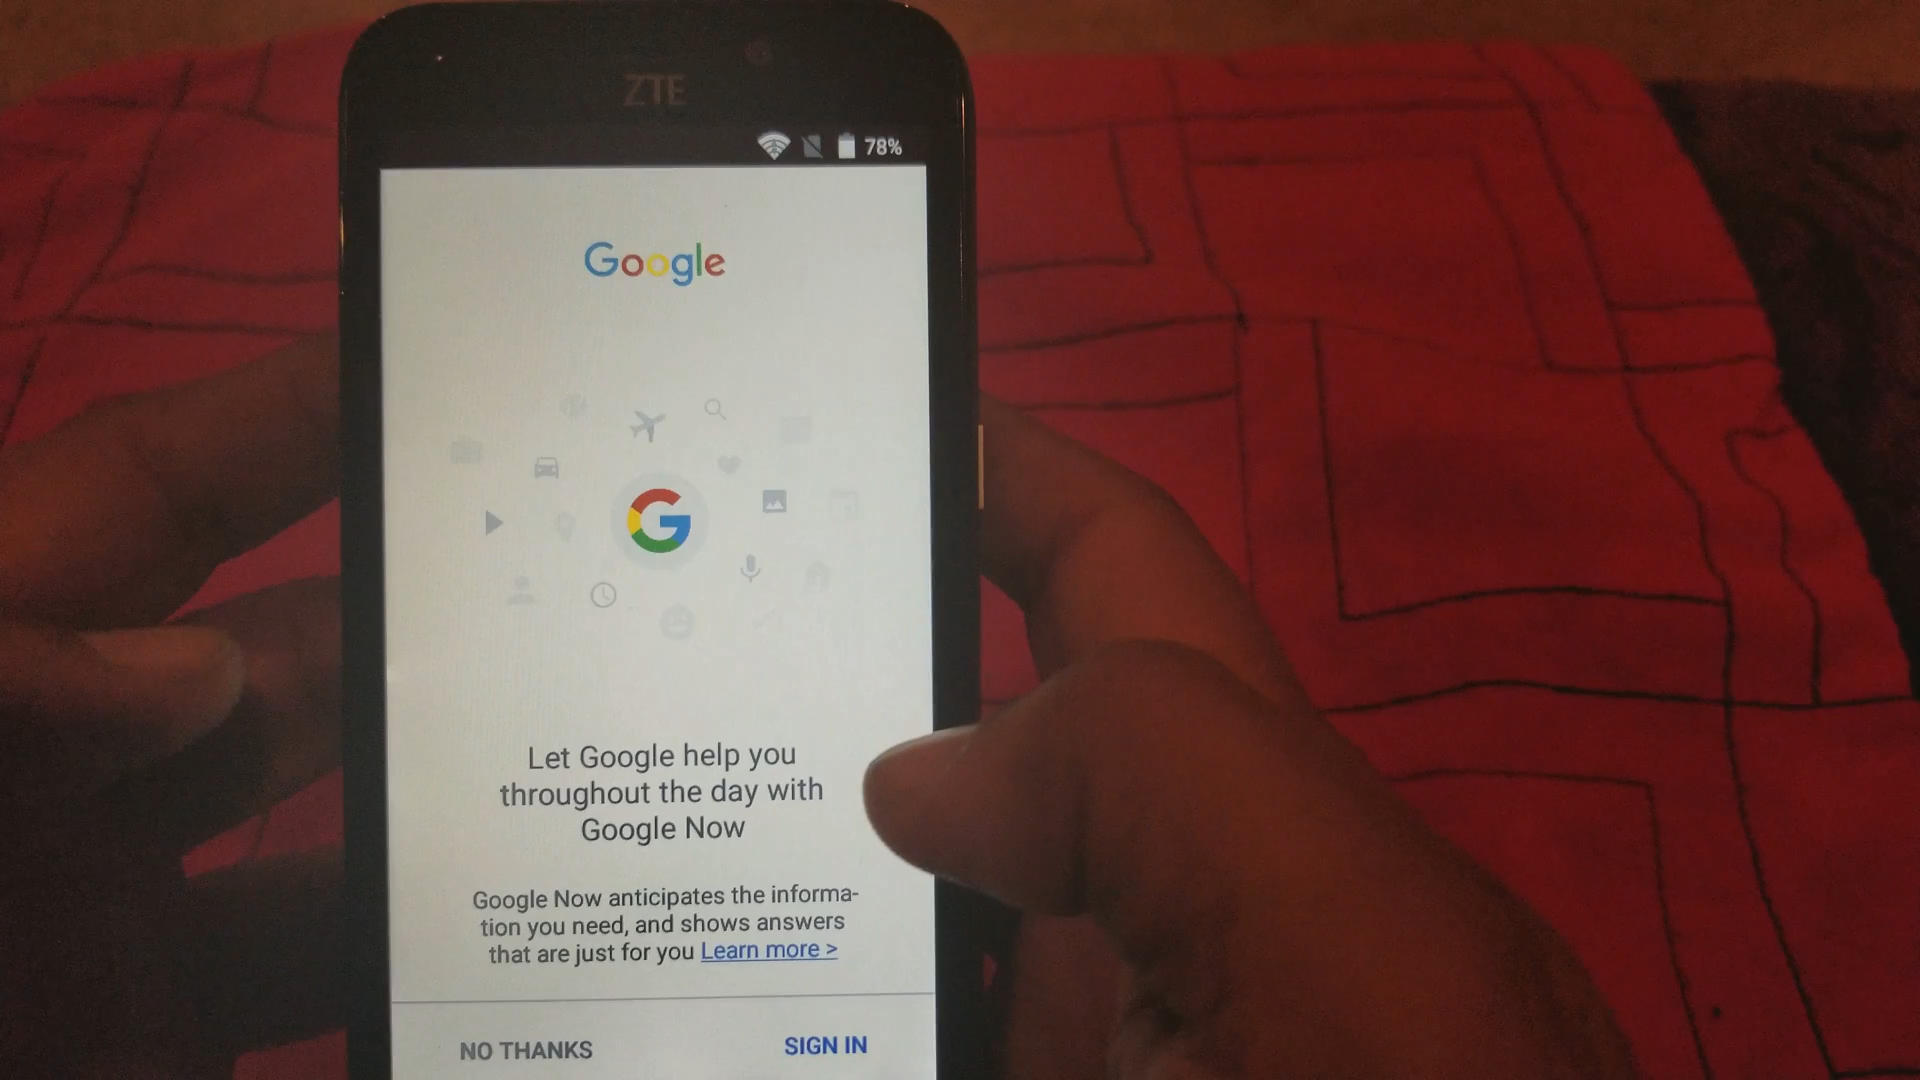 ZTE
78%
Google
G
Let Google help you
throughout the day with
Google Now
Google Now anticipates the informa-
tion you need, and shows answers
that are just for you Learn more >
NO THANKS
SIGN IN